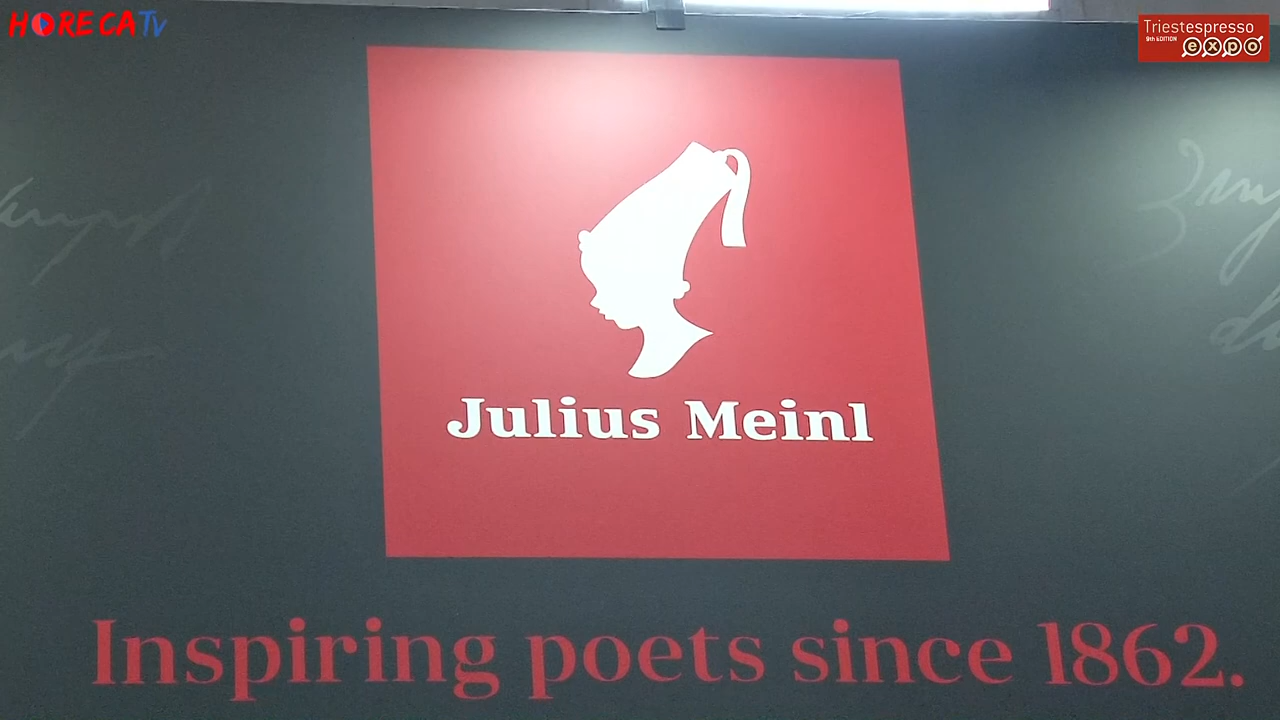 HORECATV
Triestespresso
9th EDITION
expo
Julius Meinl
Inspiring poets since 1862.